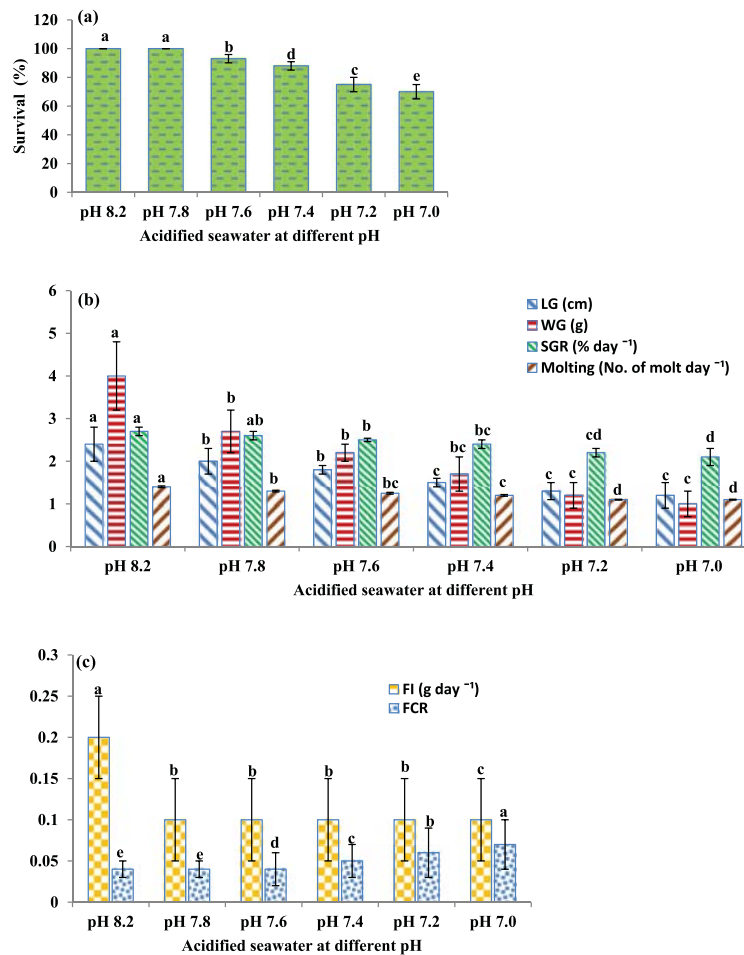 (a)
Survival (%)
120
100
80
60
40
20
0
a a b d c e
pH 8.2 pH 7.8 pH 7.6 pH 7.4 pH 7.2 pH 7.0
Acidified seawater at different pH
(b)
6
5
4
3
2
1
0
LG (cm)
WG (g)
SGR (% day ⁻¹)
Molting (No. of molt day ⁻¹)
a a a a b b ab b b b b bc c bc bc c c c cd d c c d d
pH 8.2 pH 7.8 pH 7.6 pH 7.4 pH 7.2 pH 7.0
Acidified seawater at different pH
(c)
0.3
0.25
0.2
0.15
0.1
0.05
0
FI (g day ⁻¹)
FCR
a e b e b d b c b b c a
pH 8.2 pH 7.8 pH 7.6 pH 7.4 pH 7.2 pH 7.0
Acidified seawater at different pH